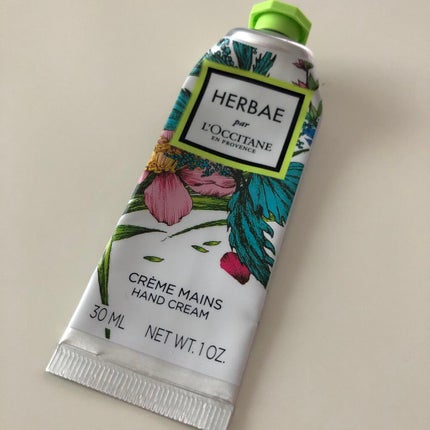 HERBAE
par
L'OCCITANE
EN PROVENCE
CRÈME MAINS
HAND CREAM
30 ML NET WT. 1 OZ.